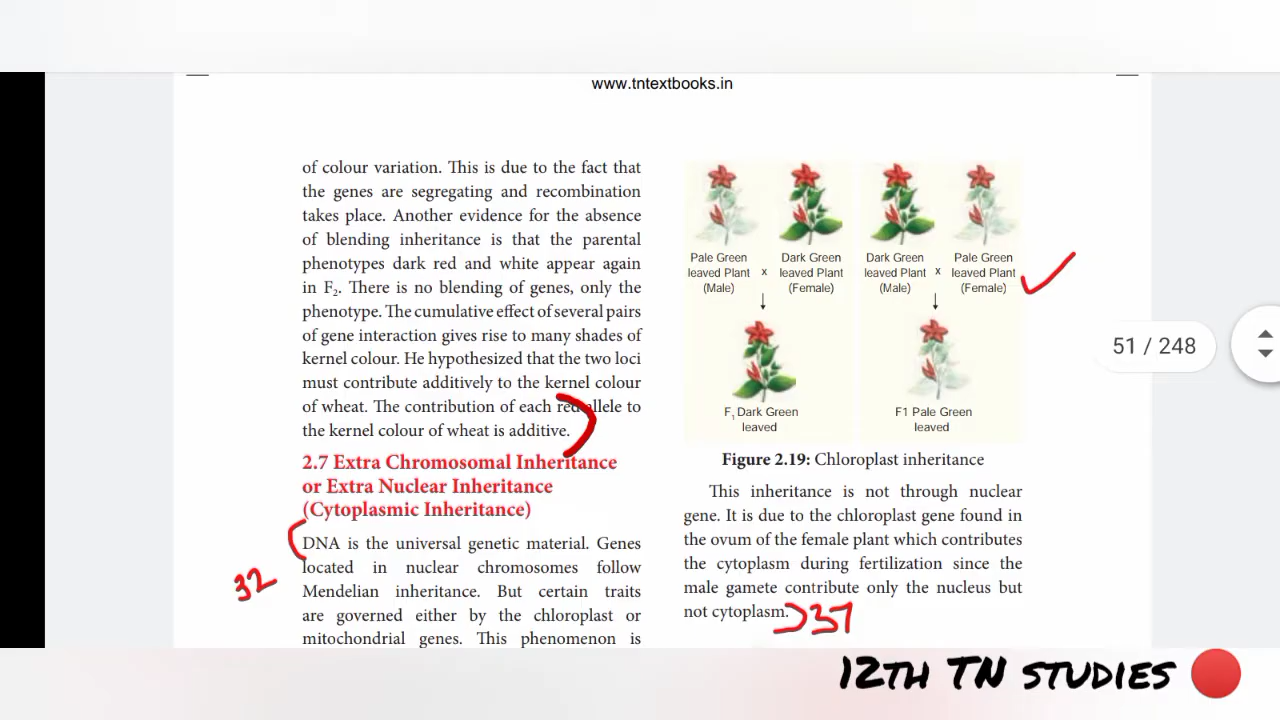 www.tntextbooks.in
of colour variation. This is due to the fact that
the genes are segregating and recombination
takes place. Another evidence for the absence
of blending inheritance is that the parental
phenotypes dark red and white appear again
in F₂. There is no blending of genes, only the
phenotype. The cumulative effect of several pairs
of gene interaction gives rise to many shades of
kernel colour. He hypothesized that the two loci
must contribute additively to the kernel colour
of wheat. The contribution of each red allele to
the kernel colour of wheat is additive.
2.7 Extra Chromosomal Inheritance
or Extra Nuclear Inheritance
(Cytoplasmic Inheritance)
DNA is the universal genetic material. Genes
located in nuclear chromosomes follow
32
Mendelian inheritance. But certain traits
are governed either by the chloroplast or
mitochondrial genes. This phenomenon is
Pale Green
leaved Plant
(Male)
x
Dark Green
leaved Plant
(Female)
Dark Green
leaved Plant
(Male)
x
Pale Green
leaved Plant
(Female)
F₁ Dark Green
leaved
F1 Pale Green
leaved
Figure 2.19: Chloroplast inheritance
This inheritance is not through nuclear
gene. It is due to the chloroplast gene found in
the ovum of the female plant which contributes
the cytoplasm during fertilization since the
male gamete contribute only the nucleus but
not cytoplasm.
37
51 / 248
12TH TN STUDIES